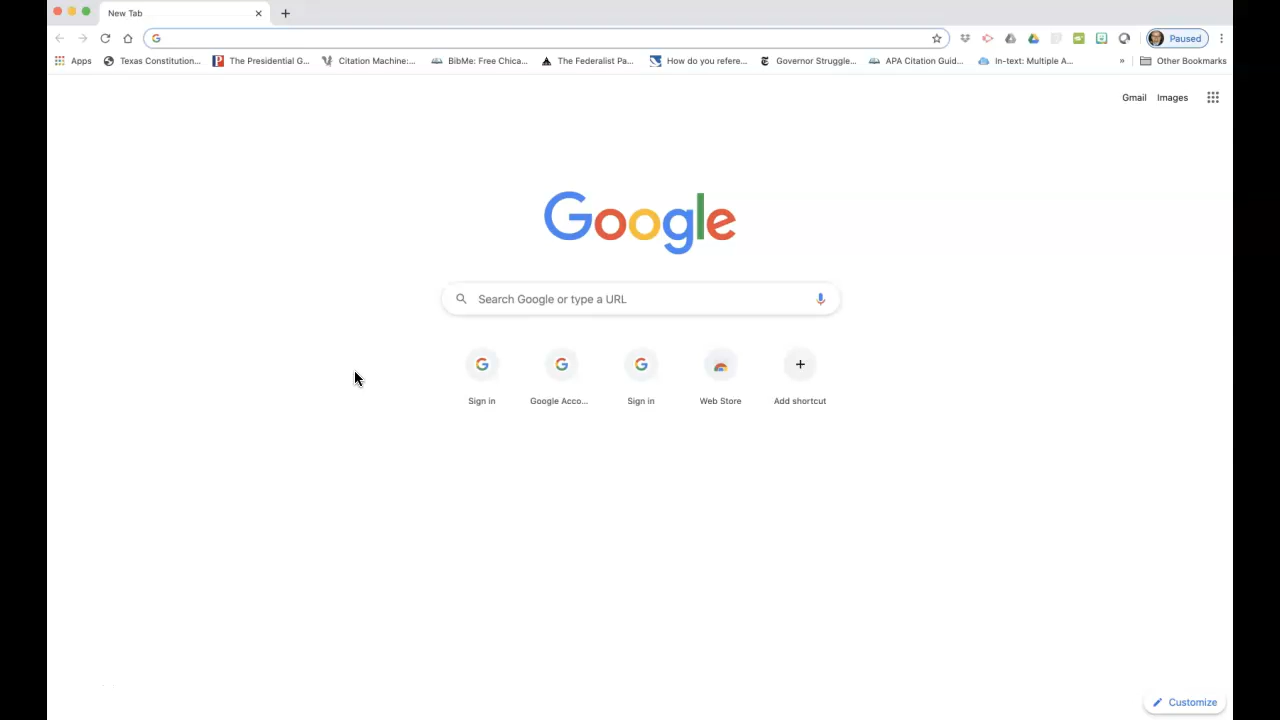 New Tab
Paused
Apps Texas Constitution... The Presidential G... Citation Machine:... BibMe: Free Chica... The Federalist Pa... How do you refere... Governor Struggle... APA Citation Guid... In-text: Multiple A... » Other Bookmarks
Gmail Images
Google
Search Google or type a URL
Sign in Google Acco... Sign in Web Store Add shortcut
Customize